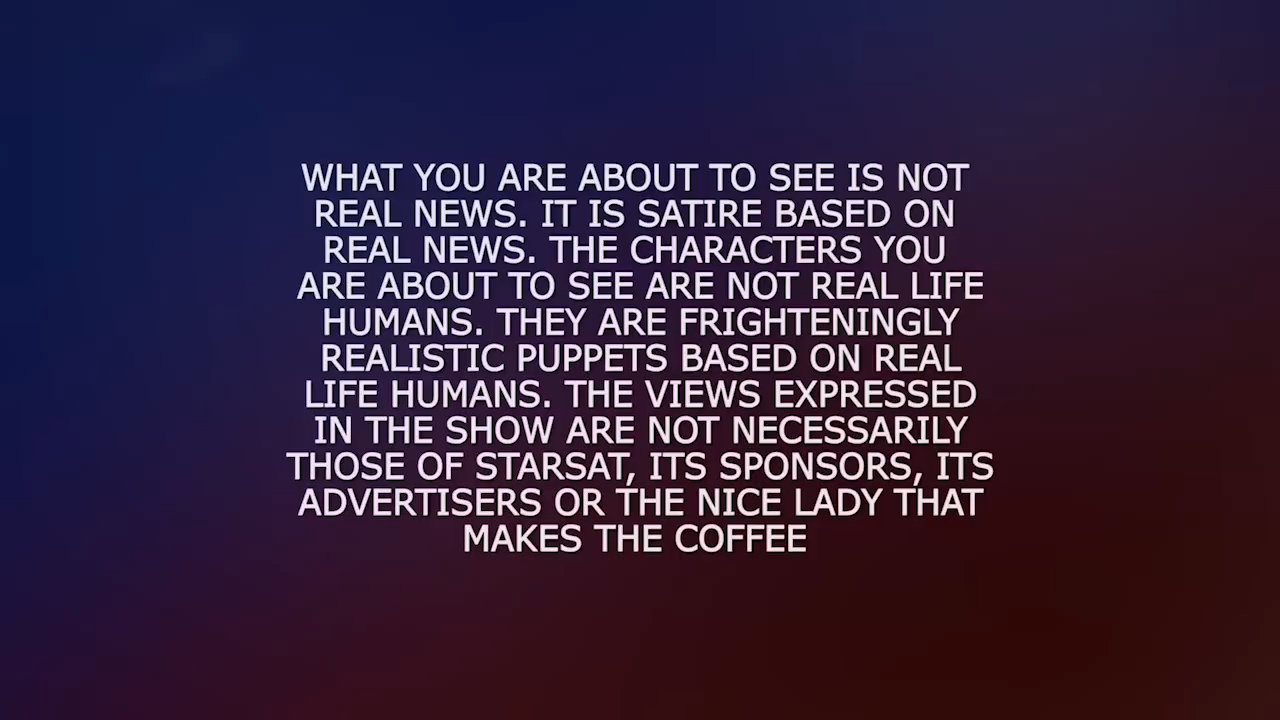 WHAT YOU ARE ABOUT TO SEE IS NOT
REAL NEWS. IT IS SATIRE BASED ON
REAL NEWS. THE CHARACTERS YOU
ARE ABOUT TO SEE ARE NOT REAL LIFE
HUMANS. THEY ARE FRIGHTENINGLY
REALISTIC PUPPETS BASED ON REAL
LIFE HUMANS. THE VIEWS EXPRESSED
IN THE SHOW ARE NOT NECESSARILY
THOSE OF STARSAT, ITS SPONSORS, ITS
ADVERTISERS OR THE NICE LADY THAT
MAKES THE COFFEE